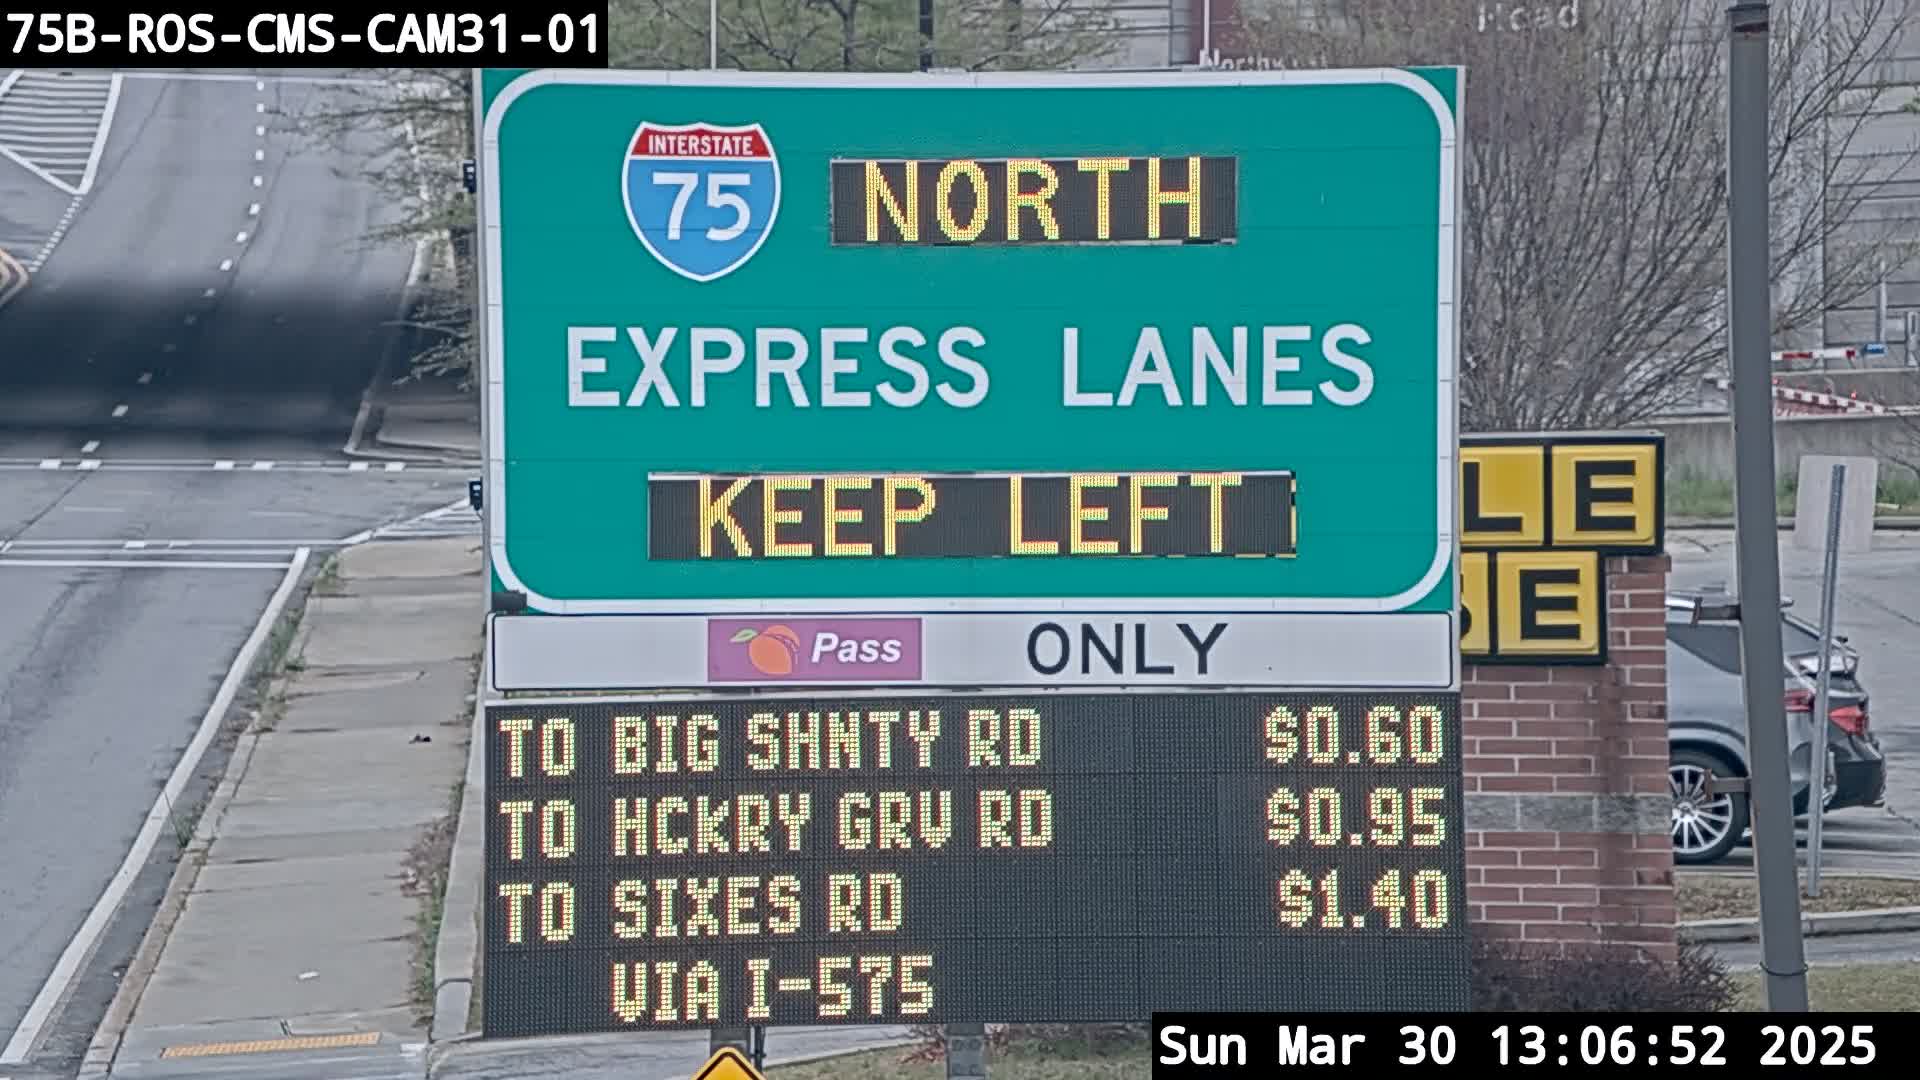 75B-ROS-CMS-CAM31-01
Road
INTERSTATE
75
NORTH
EXPRESS LANES
KEEP LEFT
LE
E
Pass ONLY
TO BIG SHNTY RD $0.60
TO HCKRY GRV RD $0.95
TO SIXES RD $1.40
VIA I-575
Sun Mar 30 13:06:52 2025